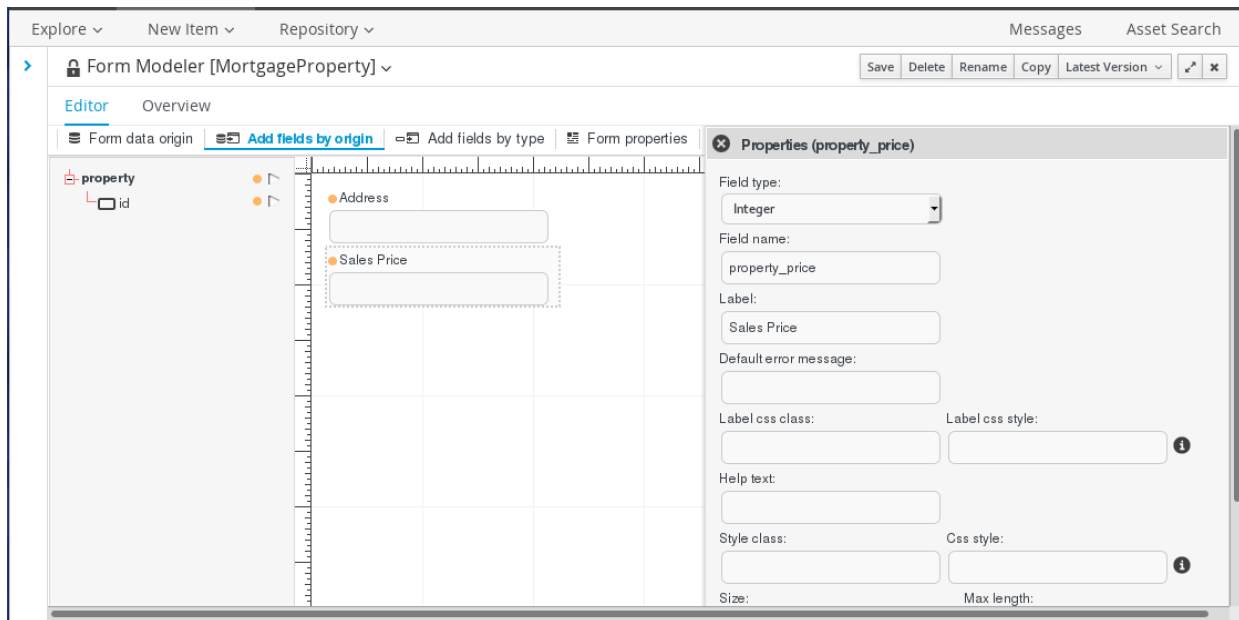 Explore New Item Repository Messages Asset Search
Form Modeler [MortgageProperty] Save Delete Rename Copy Latest Version
Editor Overview
Form data origin Add fields by origin Add fields by type Form properties
Properties (property_price)
property
id
Address
Sales Price
Field type:
Integer
Field name:
property_price
Label:
Sales Price
Default error message:
Label css class: Label css style:
Help text:
Style class: Css style:
Size: Max length: